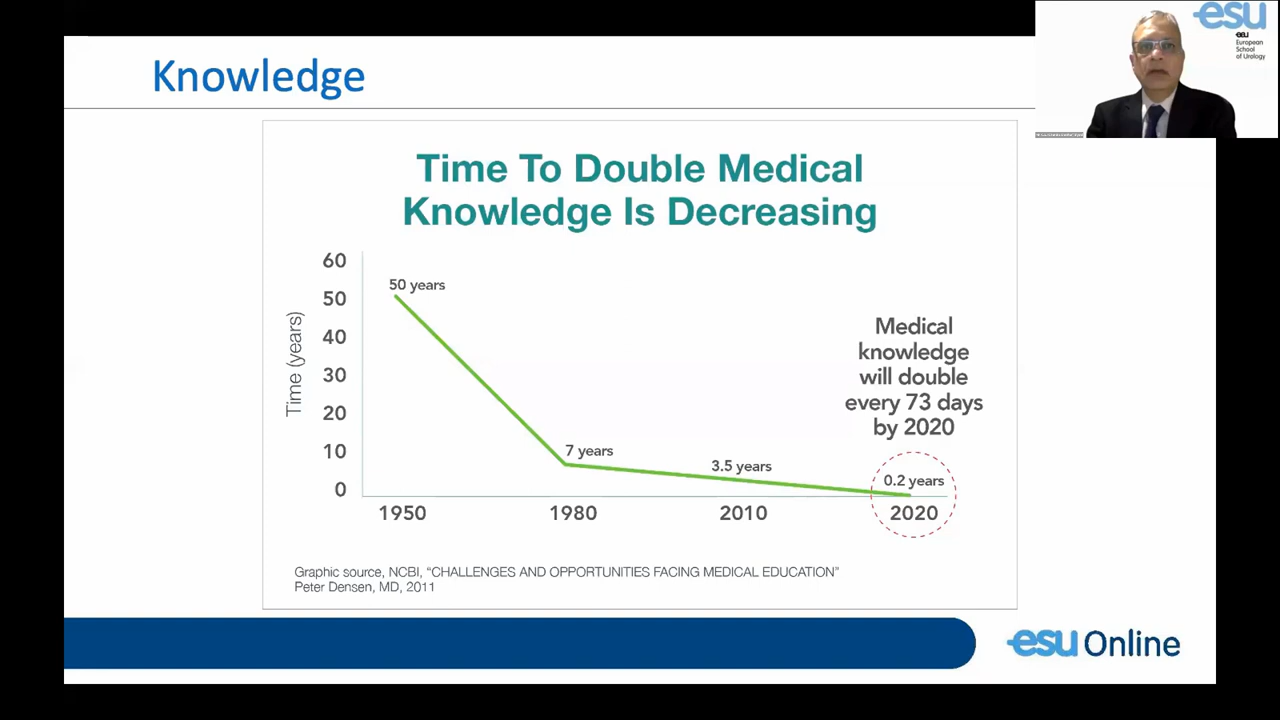 Knowledge
esu
eau
European
School
of Urology
Time To Double Medical
Knowledge Is Decreasing
Time (years)
60
50
40
30
20
10
0
50 years
7 years
3.5 years
0.2 years
Medical
knowledge
will double
every 73 days
by 2020
1950
1980
2010
2020
Graphic source, NCBI, “CHALLENGES AND OPPORTUNITIES FACING MEDICAL EDUCATION”
Peter Densen, MD, 2011
esu Online